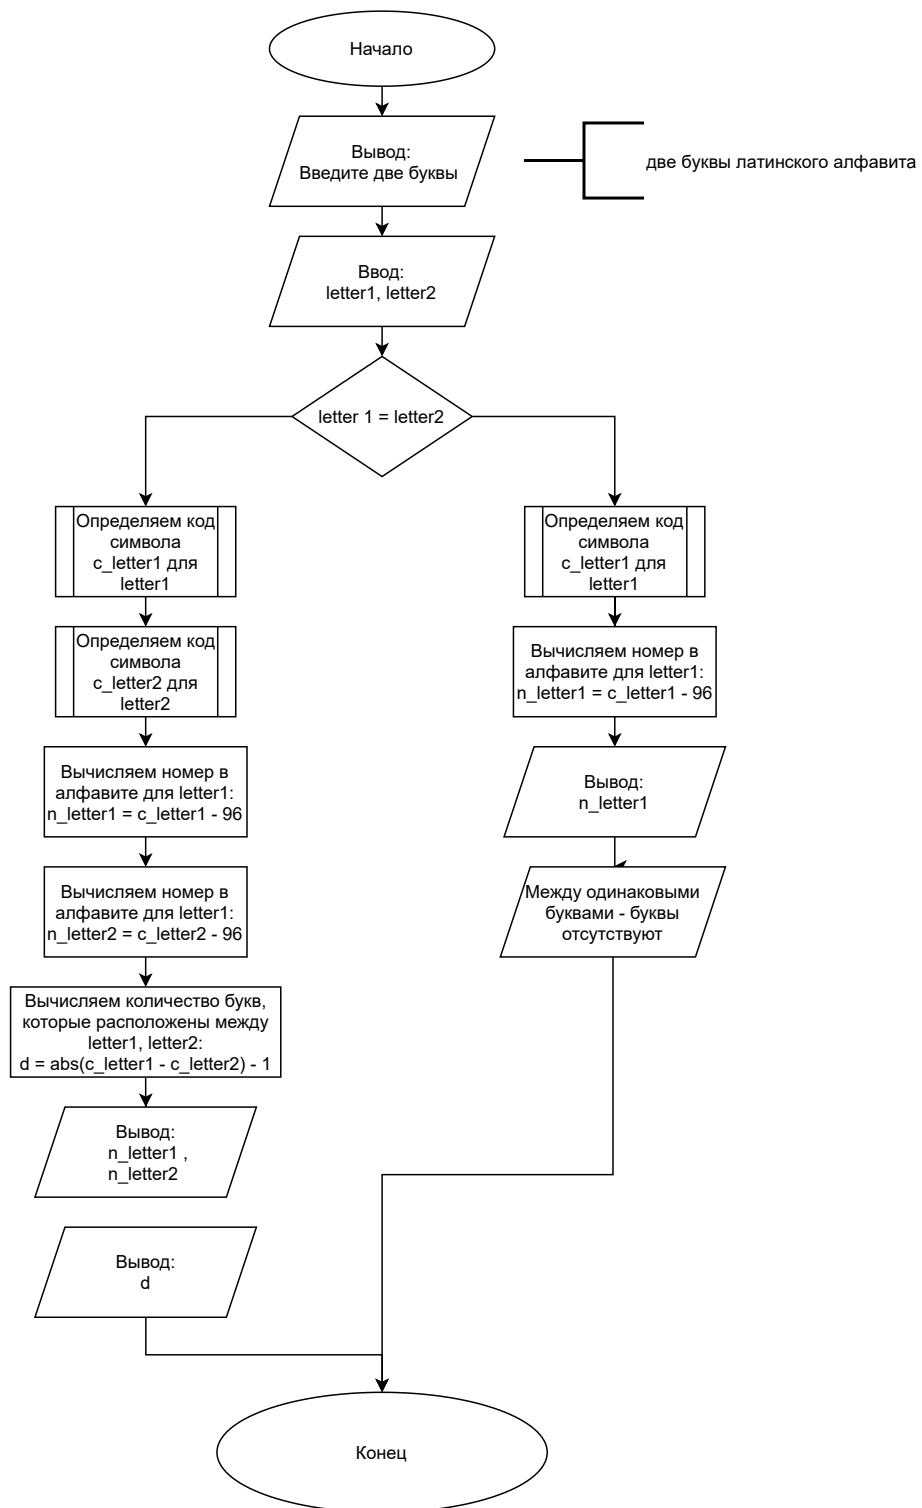 Начало
Вывод:
Введите две буквы
две буквы латинского алфавита
Ввод:
letter1, letter2
letter 1 = letter2
Определяем код
символа
c_letter1 для
letter1
Определяем код
символа
c_letter2 для
letter2
Вычисляем номер в
алфавите для letter1:
n_letter1 = c_letter1 - 96
Вычисляем номер в
алфавите для letter1:
n_letter2 = c_letter2 - 96
Вычисляем количество букв,
которые расположены между
letter1, letter2:
d = abs(c_letter1 - c_letter2) - 1
Вывод:
n_letter1 ,
n_letter2
Вывод:
d
Определяем код
символа
c_letter1 для
letter1
Вычисляем номер в
алфавите для letter1:
n_letter1 = c_letter1 - 96
Вывод:
n_letter1
Между одинаковыми
буквами - буквы
отсутствуют
Конец